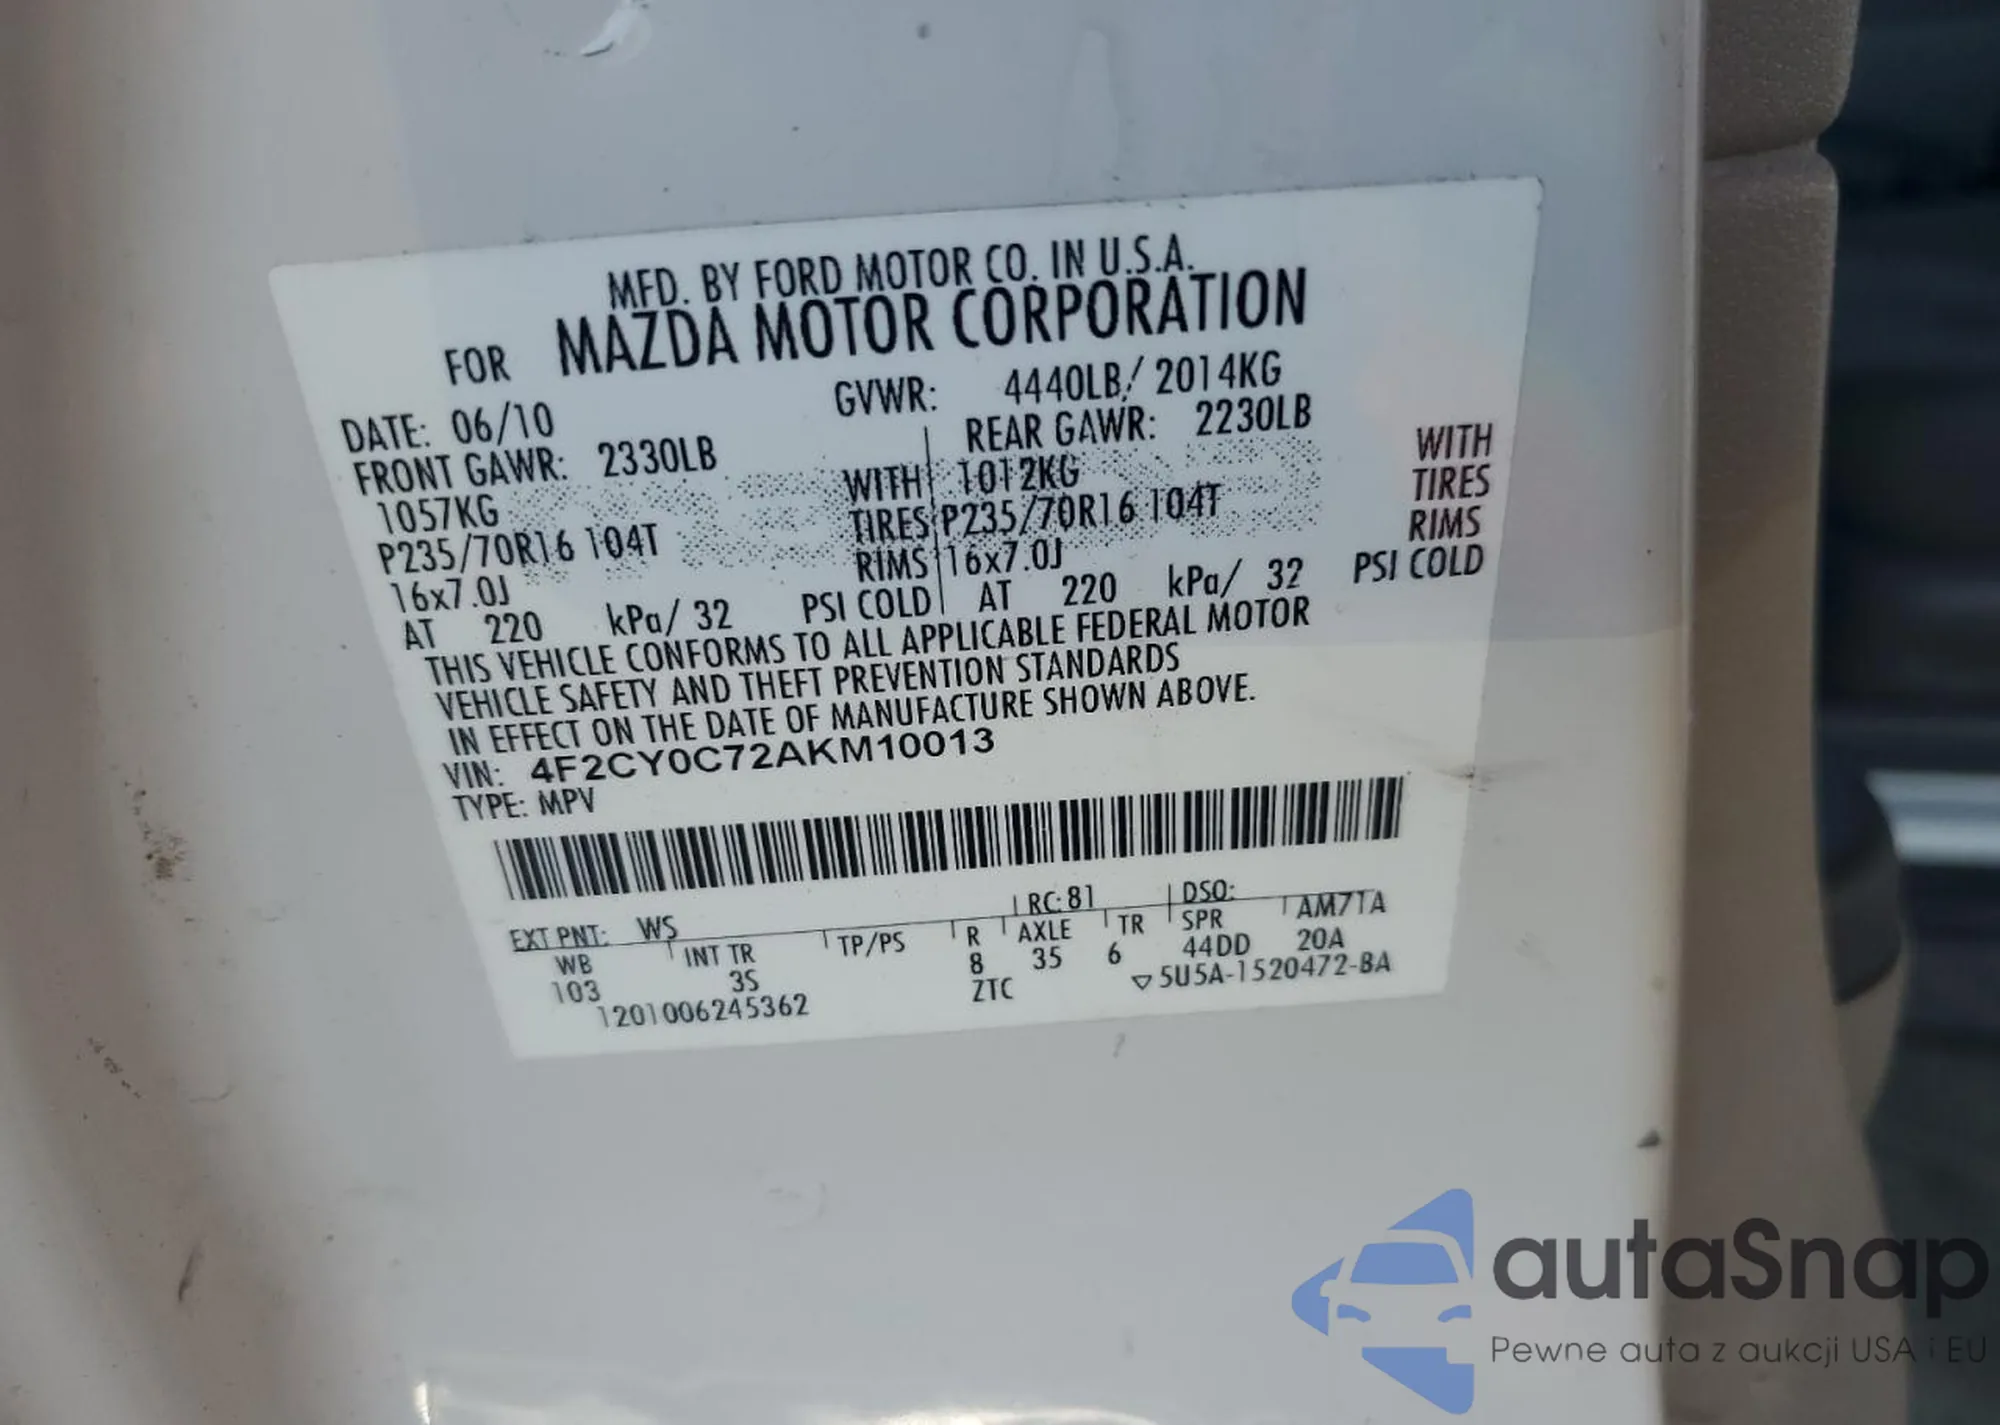 MFD. BY FORD MOTOR CO. IN U.S.A.
FOR MAZDA MOTOR CORPORATION
DATE: 06/10 GVWR: 4440LB/ 2014KG
FRONT GAWR: 2330LB REAR GAWR: 2230LB
1057KG WITH 1012KG WITH
P235/70R16 104T TIRES P235/70R16 104T TIRES
16x7.0J RIMS 16x7.0J RIMS
AT 220 kPa/ 32 PSI COLD AT 220 kPa/ 32 PSI COLD
THIS VEHICLE CONFORMS TO ALL APPLICABLE FEDERAL MOTOR
VEHICLE SAFETY AND THEFT PREVENTION STANDARDS
IN EFFECT ON THE DATE OF MANUFACTURE SHOWN ABOVE.
VIN: 4F2CY0C72AKM10013
TYPE: MPV
EXT PNT: WS RC: 81 DSO:
WB INT TR TP/PS R AXLE TR SPR AM7TA
103 3S 8 35 6 44DD 20A
1201006245362 ZTC ▽5U5A-1520472-BA
autaSnap
Pewne auta z aukcji USA i EU